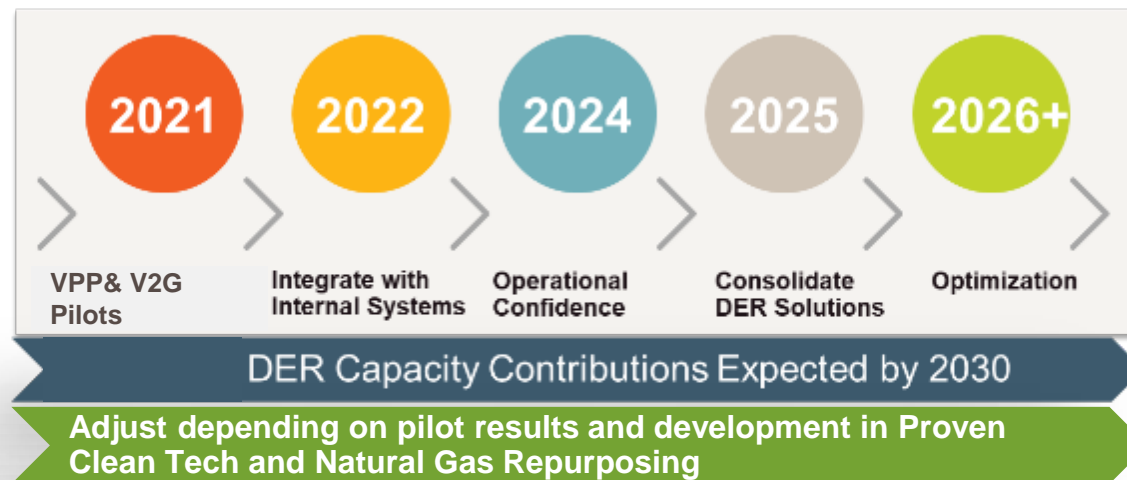 2021
2022
2024
2025
2026+
VPP& V2G
Pilots
Integrate with
Internal Systems
Operational
Confidence
Consolidate
DER Solutions
Optimization
DER Capacity Contributions Expected by 2030
Adjust depending on pilot results and development in Proven
Clean Tech and Natural Gas Repurposing